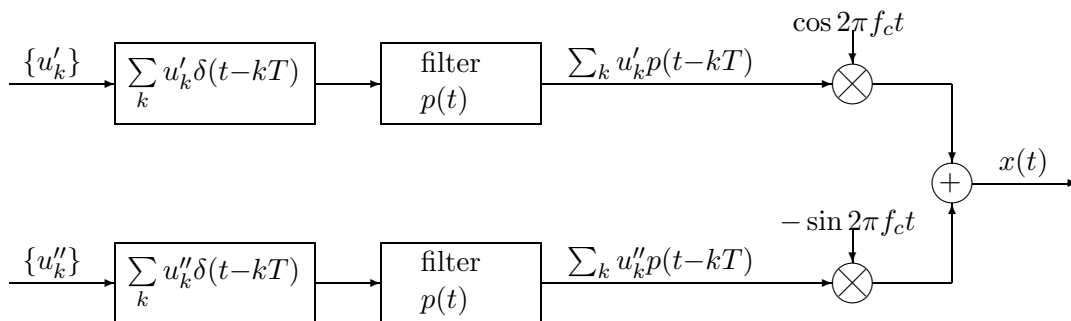 cos 2πf_c t
{u′_k}
∑_k u′_k δ(t−kT)
filter
p(t)
∑_k u′_k p(t−kT)
+
x(t)
− sin 2πf_c t
{u″_k}
∑_k u″_k δ(t−kT)
filter
p(t)
∑_k u″_k p(t−kT)